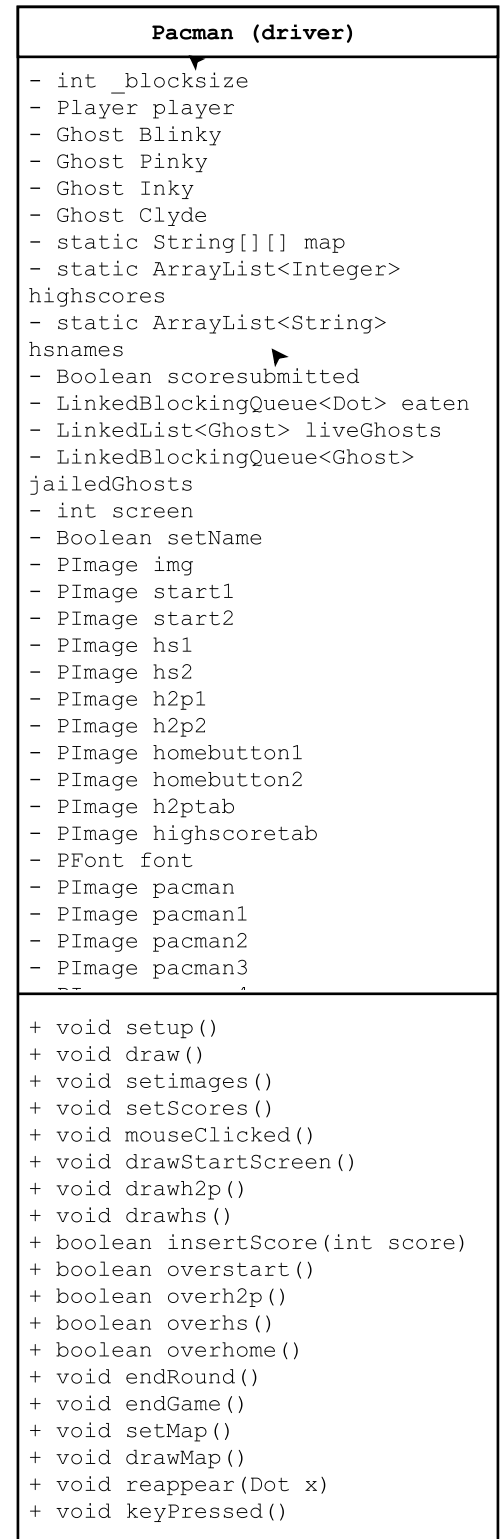 Pacman (driver)
- int _blocksize
- Player player
- Ghost Blinky
- Ghost Pinky
- Ghost Inky
- Ghost Clyde
- static String[][] map
- static ArrayList<Integer>
highscores
- static ArrayList<String>
hsnames
- Boolean scoresubmitted
- LinkedBlockingQueue<Dot> eaten
- LinkedList<Ghost> liveGhosts
- LinkedBlockingQueue<Ghost>
jailedGhosts
- int screen
- Boolean setName
- PImage img
- PImage start1
- PImage start2
- PImage hs1
- PImage hs2
- PImage h2p1
- PImage h2p2
- PImage homebutton1
- PImage homebutton2
- PImage h2ptab
- PImage highscoretab
- PFont font
- PImage pacman
- PImage pacman1
- PImage pacman2
- PImage pacman3
+ void setup()
+ void draw()
+ void setimages()
+ void setScores()
+ void mouseClicked()
+ void drawStartScreen()
+ void drawh2p()
+ void drawhs()
+ boolean insertScore(int score)
+ boolean overstart()
+ boolean overh2p()
+ boolean overhs()
+ boolean overhome()
+ void endRound()
+ void endGame()
+ void setMap()
+ void drawMap()
+ void reappear(Dot x)
+ void keyPressed()